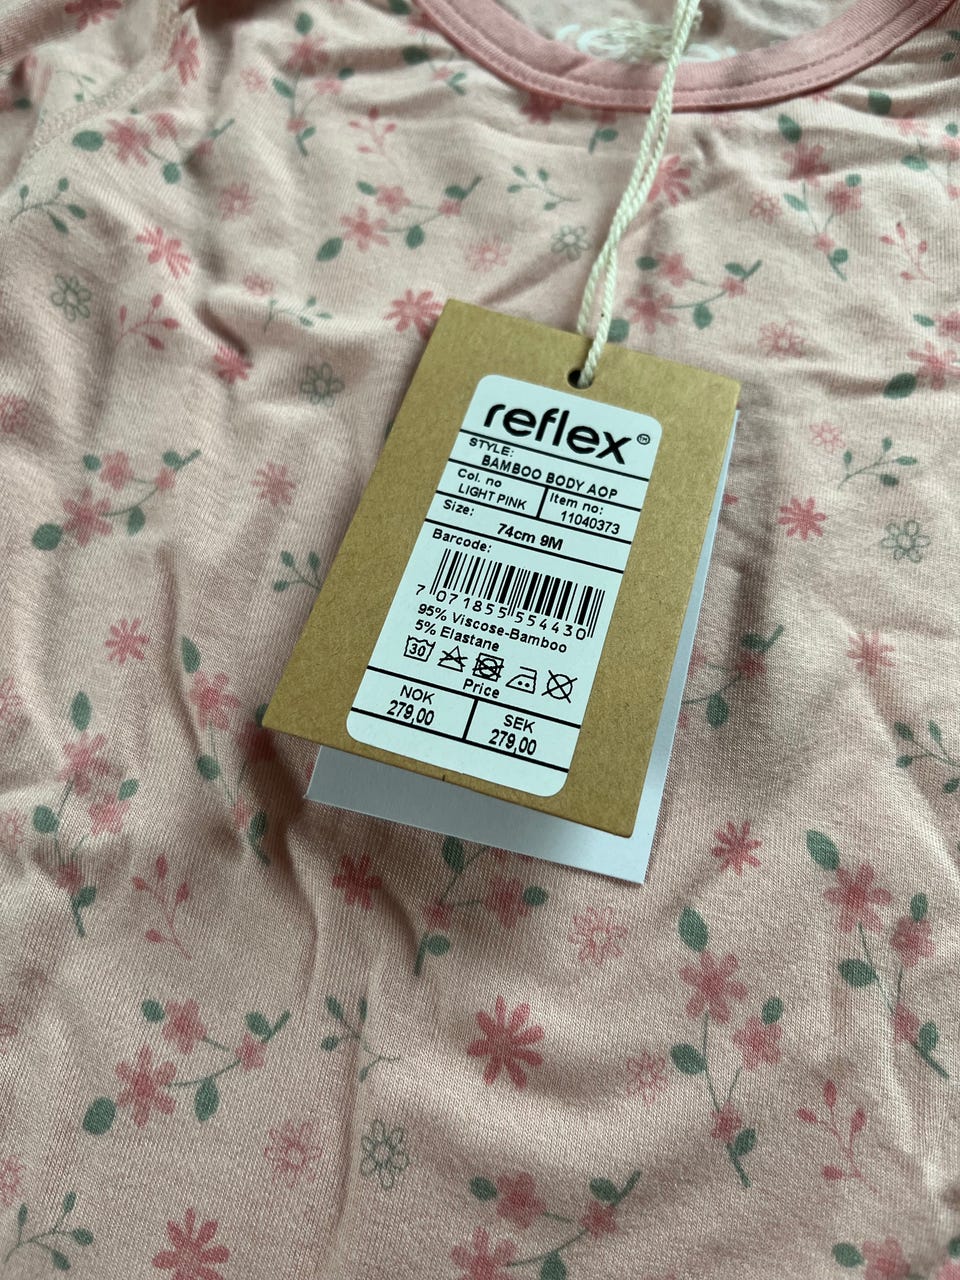 reflex™
STYLE:
BAMBOO BODY AOP
Col. no
LIGHT PINK
Item no:
11040373
Size:
74cm 9M
Barcode:
7 071855 554430
95% Viscose-Bamboo
5% Elastane
30
Price
NOK
279,00
SEK
279,00